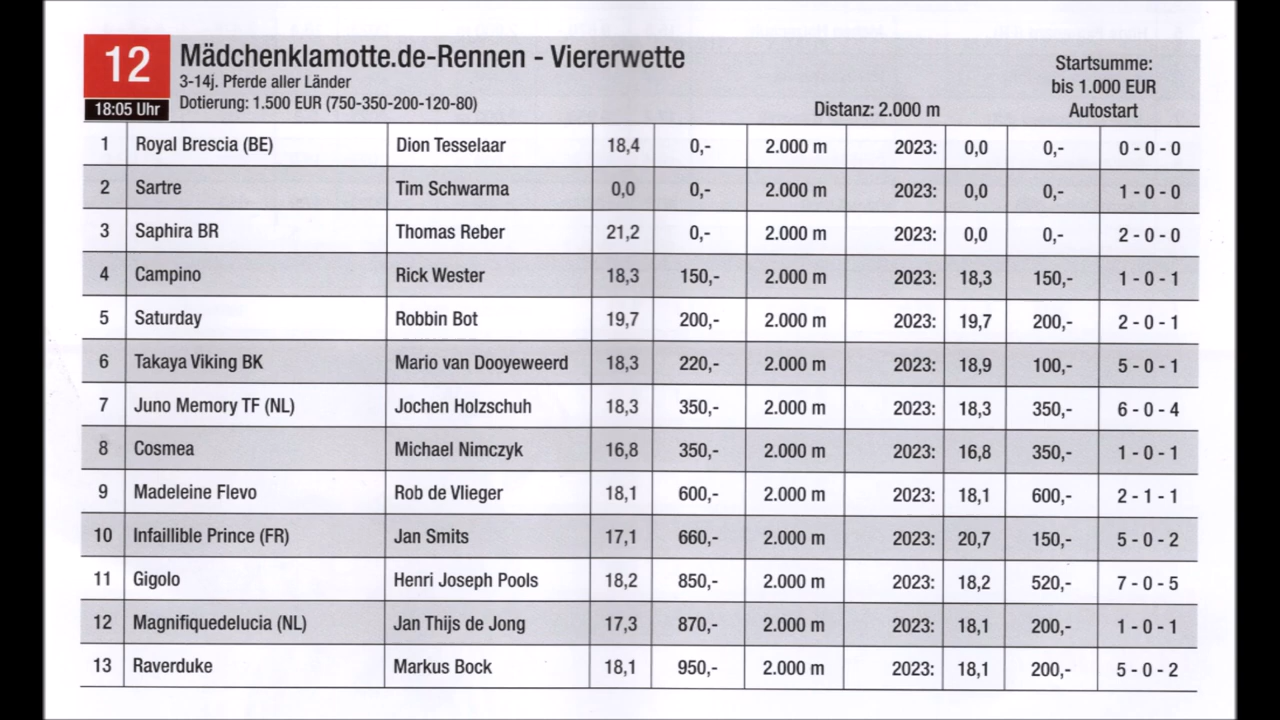 12
18:05 Uhr
Mädchenklamotte.de-Rennen - Viererwette
3-14j. Pferde aller Länder
Dotierung: 1.500 EUR (750-350-200-120-80)
Distanz: 2.000 m
Startsumme:
bis 1.000 EUR
Autostart
1 Royal Brescia (BE) Dion Tesselaar 18,4 0,- 2.000 m 2023: 0,0 0,- 0 - 0 - 0
2 Sartre Tim Schwarma 0,0 0,- 2.000 m 2023: 0,0 0,- 1 - 0 - 0
3 Saphira BR Thomas Reber 21,2 0,- 2.000 m 2023: 0,0 0,- 2 - 0 - 0
4 Campino Rick Wester 18,3 150,- 2.000 m 2023: 18,3 150,- 1 - 0 - 1
5 Saturday Robbin Bot 19,7 200,- 2.000 m 2023: 19,7 200,- 2 - 0 - 1
6 Takaya Viking BK Mario van Dooyeweerd 18,3 220,- 2.000 m 2023: 18,9 100,- 5 - 0 - 1
7 Juno Memory TF (NL) Jochen Holzschuh 18,3 350,- 2.000 m 2023: 18,3 350,- 6 - 0 - 4
8 Cosmea Michael Nimczyk 16,8 350,- 2.000 m 2023: 16,8 350,- 1 - 0 - 1
9 Madeleine Flevo Rob de Vlieger 18,1 600,- 2.000 m 2023: 18,1 600,- 2 - 1 - 1
10 Infaillible Prince (FR) Jan Smits 17,1 660,- 2.000 m 2023: 20,7 150,- 5 - 0 - 2
11 Gigolo Henri Joseph Pools 18,2 850,- 2.000 m 2023: 18,2 520,- 7 - 0 - 5
12 Magnifiquedelucia (NL) Jan Thijs de Jong 17,3 870,- 2.000 m 2023: 18,1 200,- 1 - 0 - 1
13 Raverduke Markus Bock 18,1 950,- 2.000 m 2023: 18,1 200,- 5 - 0 - 2